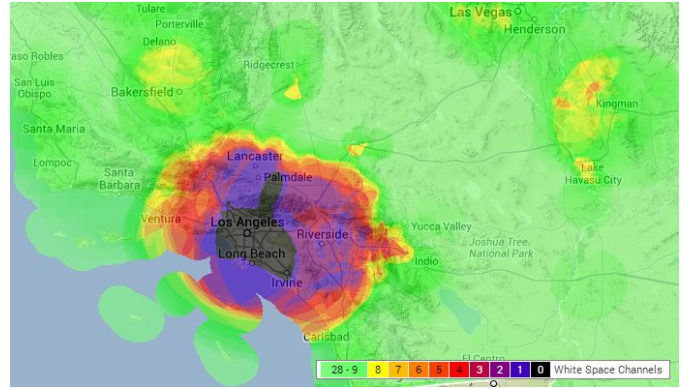 Tulare
Porterville
Delano
Las Vegas
Henderson
aso Robles
Ridgecrest
San Luis
Obispo
Bakersfield
Kingman
Santa Maria
Lompoc
Lancaster
Lake
Havasu City
Santa
Barbara
Palmdale
Ventura
Los Angeles
Riverside
Yucca Valley
Joshua Tree
National Park
Long Beach
Indio
Irvine
Carlsbad
El Centro
28 - 9 8 7 6 5 4 3 2 1 0 White Space Channels